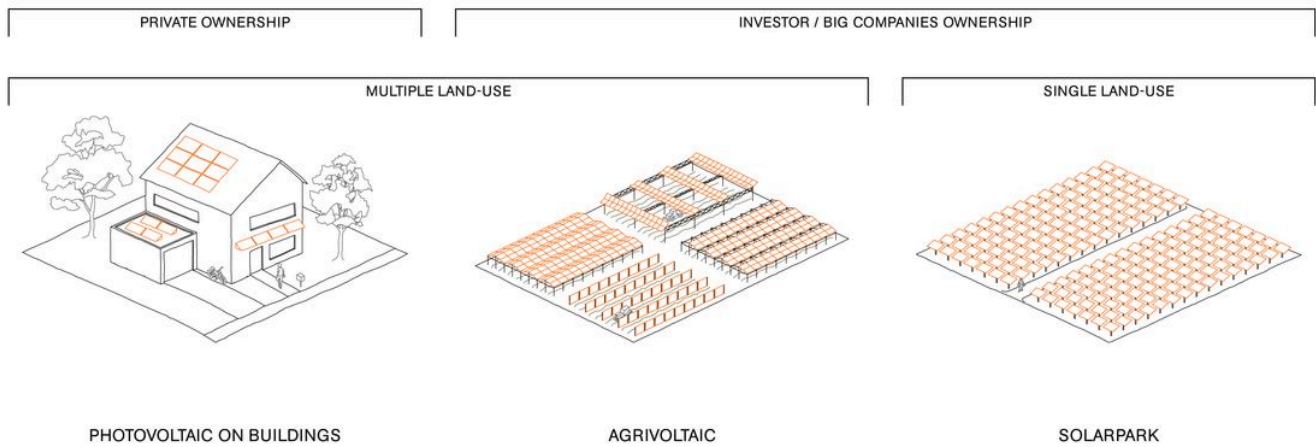 PRIVATE OWNERSHIP
INVESTOR / BIG COMPANIES OWNERSHIP
MULTIPLE LAND-USE
SINGLE LAND-USE
PHOTOVOLTAIC ON BUILDINGS
AGRIVOLTAIC
SOLARPARK